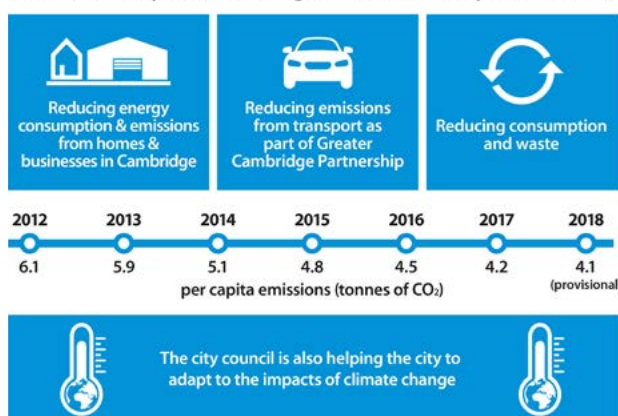 Reducing energy
consumption & emissions
from homes &
businesses in Cambridge
Reducing emissions
from transport as
part of Greater
Cambridge Partnership
Reducing consumption
and waste
2012 2013 2014 2015 2016 2017 2018
6.1 5.9 5.1 4.8 4.5 4.2 4.1
(provisional
per capita emissions (tonnes of CO₂)
The city council is also helping the city to
adapt to the impacts of climate change